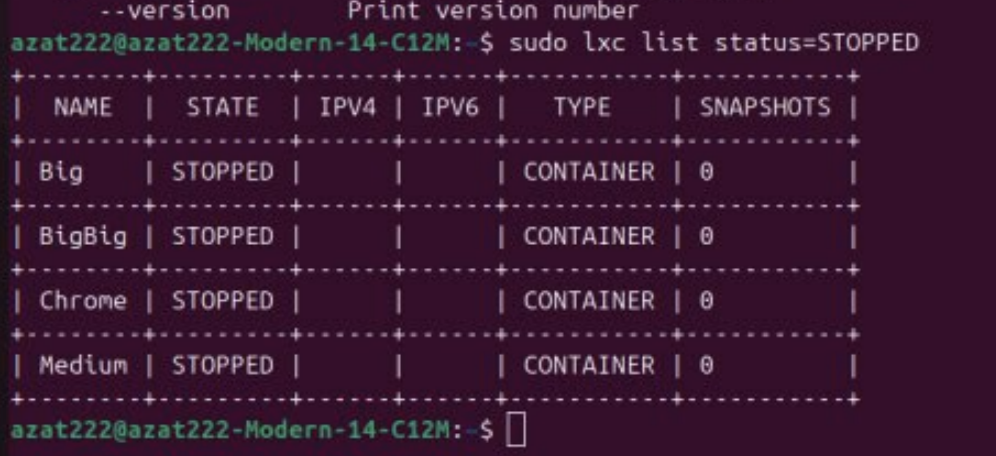 --version Print version number
azat222@azat222-Modern-14-C12M:~$ sudo lxc list status=STOPPED
+---------+---------+------+------+-----------+-----------+
| NAME | STATE | IPV4 | IPV6 | TYPE | SNAPSHOTS |
+---------+---------+------+------+-----------+-----------+
| Big | STOPPED | | | CONTAINER | 0 |
+---------+---------+------+------+-----------+-----------+
| BigBig | STOPPED | | | CONTAINER | 0 |
+---------+---------+------+------+-----------+-----------+
| Chrome | STOPPED | | | CONTAINER | 0 |
+---------+---------+------+------+-----------+-----------+
| Medium | STOPPED | | | CONTAINER | 0 |
+---------+---------+------+------+-----------+-----------+
azat222@azat222-Modern-14-C12M:~$